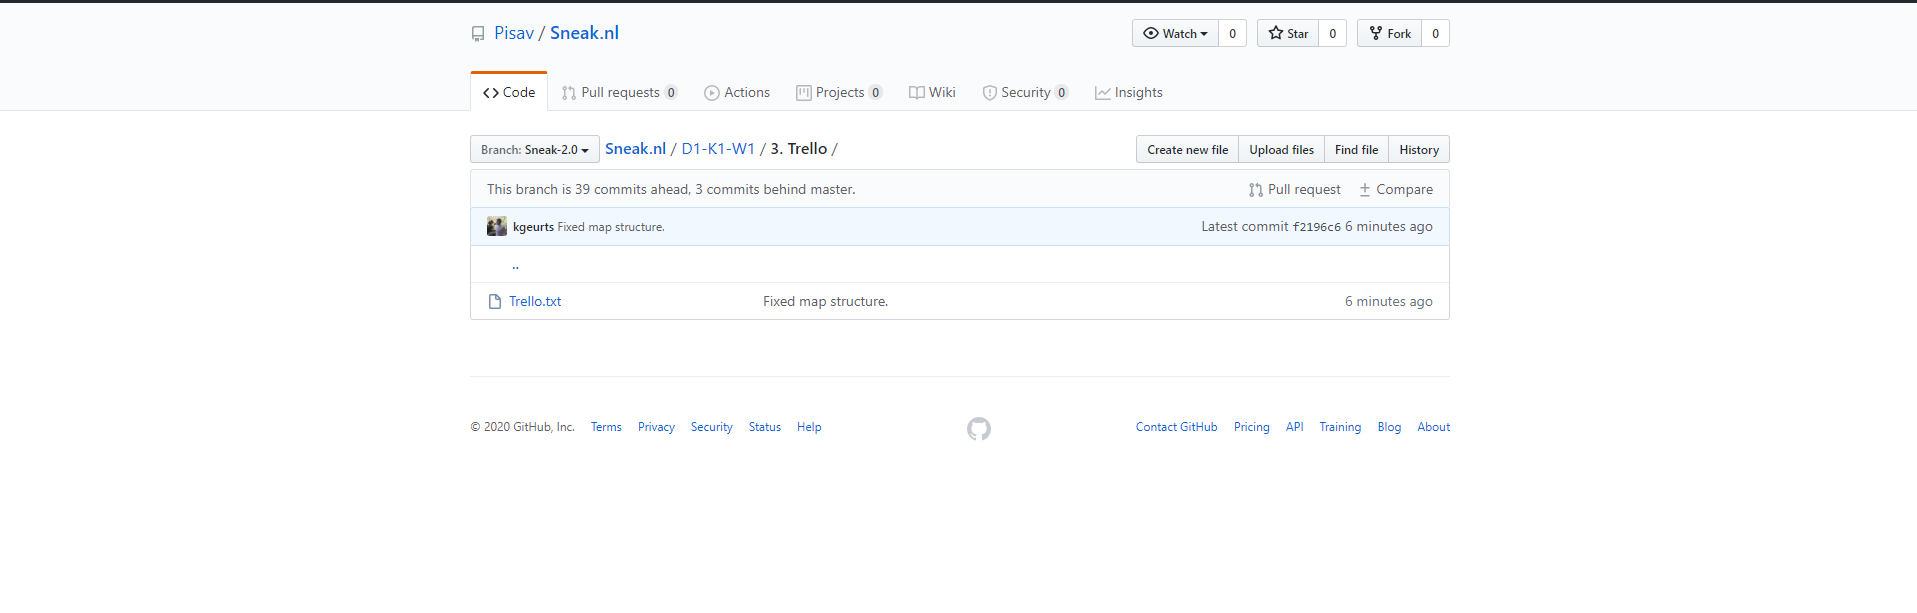 Pisav / Sneak.nl Watch 0 Star 0 Fork 0
Code Pull requests 0 Actions Projects 0 Wiki Security 0 Insights
Branch: Sneak-2.0 Sneak.nl / D1-K1-W1 / 3. Trello / Create new file Upload files Find file History
This branch is 39 commits ahead, 3 commits behind master. Pull request Compare
kgeurts Fixed map structure. Latest commit f2196c6 6 minutes ago
..
Trello.txt Fixed map structure. 6 minutes ago
© 2020 GitHub, Inc. Terms Privacy Security Status Help Contact GitHub Pricing API Training Blog About